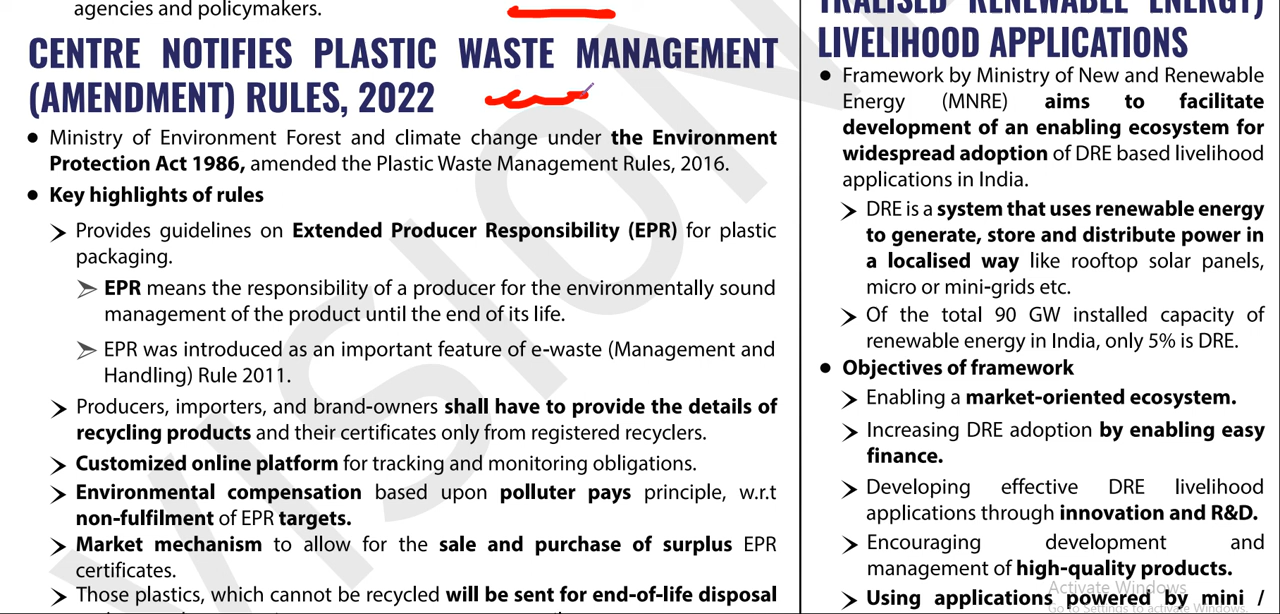 agencies and policymakers.
CENTRE NOTIFIES PLASTIC WASTE MANAGEMENT
(AMENDMENT) RULES, 2022
• Ministry of Environment Forest and climate change under the Environment
Protection Act 1986, amended the Plastic Waste Management Rules, 2016.
• Key highlights of rules
➢ Provides guidelines on Extended Producer Responsibility (EPR) for plastic
packaging.
➢ EPR means the responsibility of a producer for the environmentally sound
management of the product until the end of its life.
➢ EPR was introduced as an important feature of e-waste (Management and
Handling) Rule 2011.
➢ Producers, importers, and brand-owners shall have to provide the details of
recycling products and their certificates only from registered recyclers.
➢ Customized online platform for tracking and monitoring obligations.
➢ Environmental compensation based upon polluter pays principle, w.r.t
non-fulfilment of EPR targets.
➢ Market mechanism to allow for the sale and purchase of surplus EPR
certificates.
➢ Those plastics, which cannot be recycled will be sent for end-of-life disposal
TRALISED RENEWABLE ENERGY)
LIVELIHOOD APPLICATIONS
• Framework by Ministry of New and Renewable
Energy (MNRE) aims to facilitate
development of an enabling ecosystem for
widespread adoption of DRE based livelihood
applications in India.
➢ DRE is a system that uses renewable energy
to generate, store and distribute power in
a localised way like rooftop solar panels,
micro or mini-grids etc.
➢ Of the total 90 GW installed capacity of
renewable energy in India, only 5% is DRE.
• Objectives of framework
➢ Enabling a market-oriented ecosystem.
➢ Increasing DRE adoption by enabling easy
finance.
➢ Developing effective DRE livelihood
applications through innovation and R&D.
➢ Encouraging development and
management of high-quality products.
➢ Using applications powered by mini /
VISION
Activate Windows
Go to Settings to activate Windows.